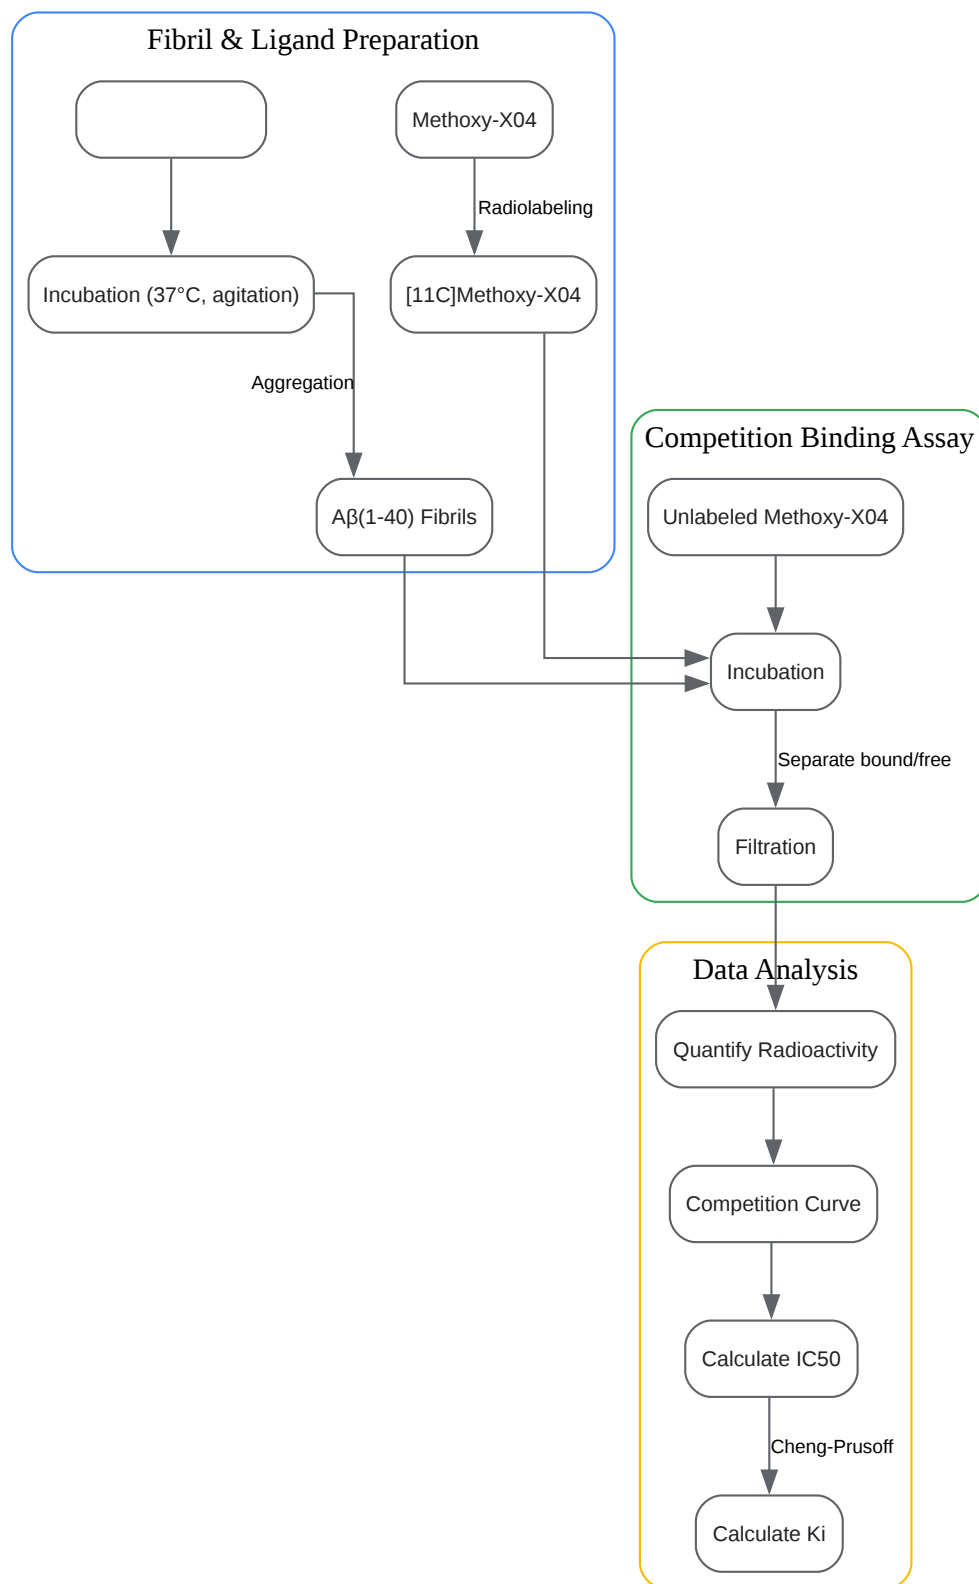 Fibril & Ligand Preparation
Methoxy-X04
Radiolabeling
Incubation (37°C, agitation)
[11C]Methoxy-X04
Aggregation
Aβ(1-40) Fibrils
Competition Binding Assay
Unlabeled Methoxy-X04
Incubation
Separate bound/free
Filtration
Data Analysis
Quantify Radioactivity
Competition Curve
Calculate IC50
Cheng-Prusoff
Calculate Ki